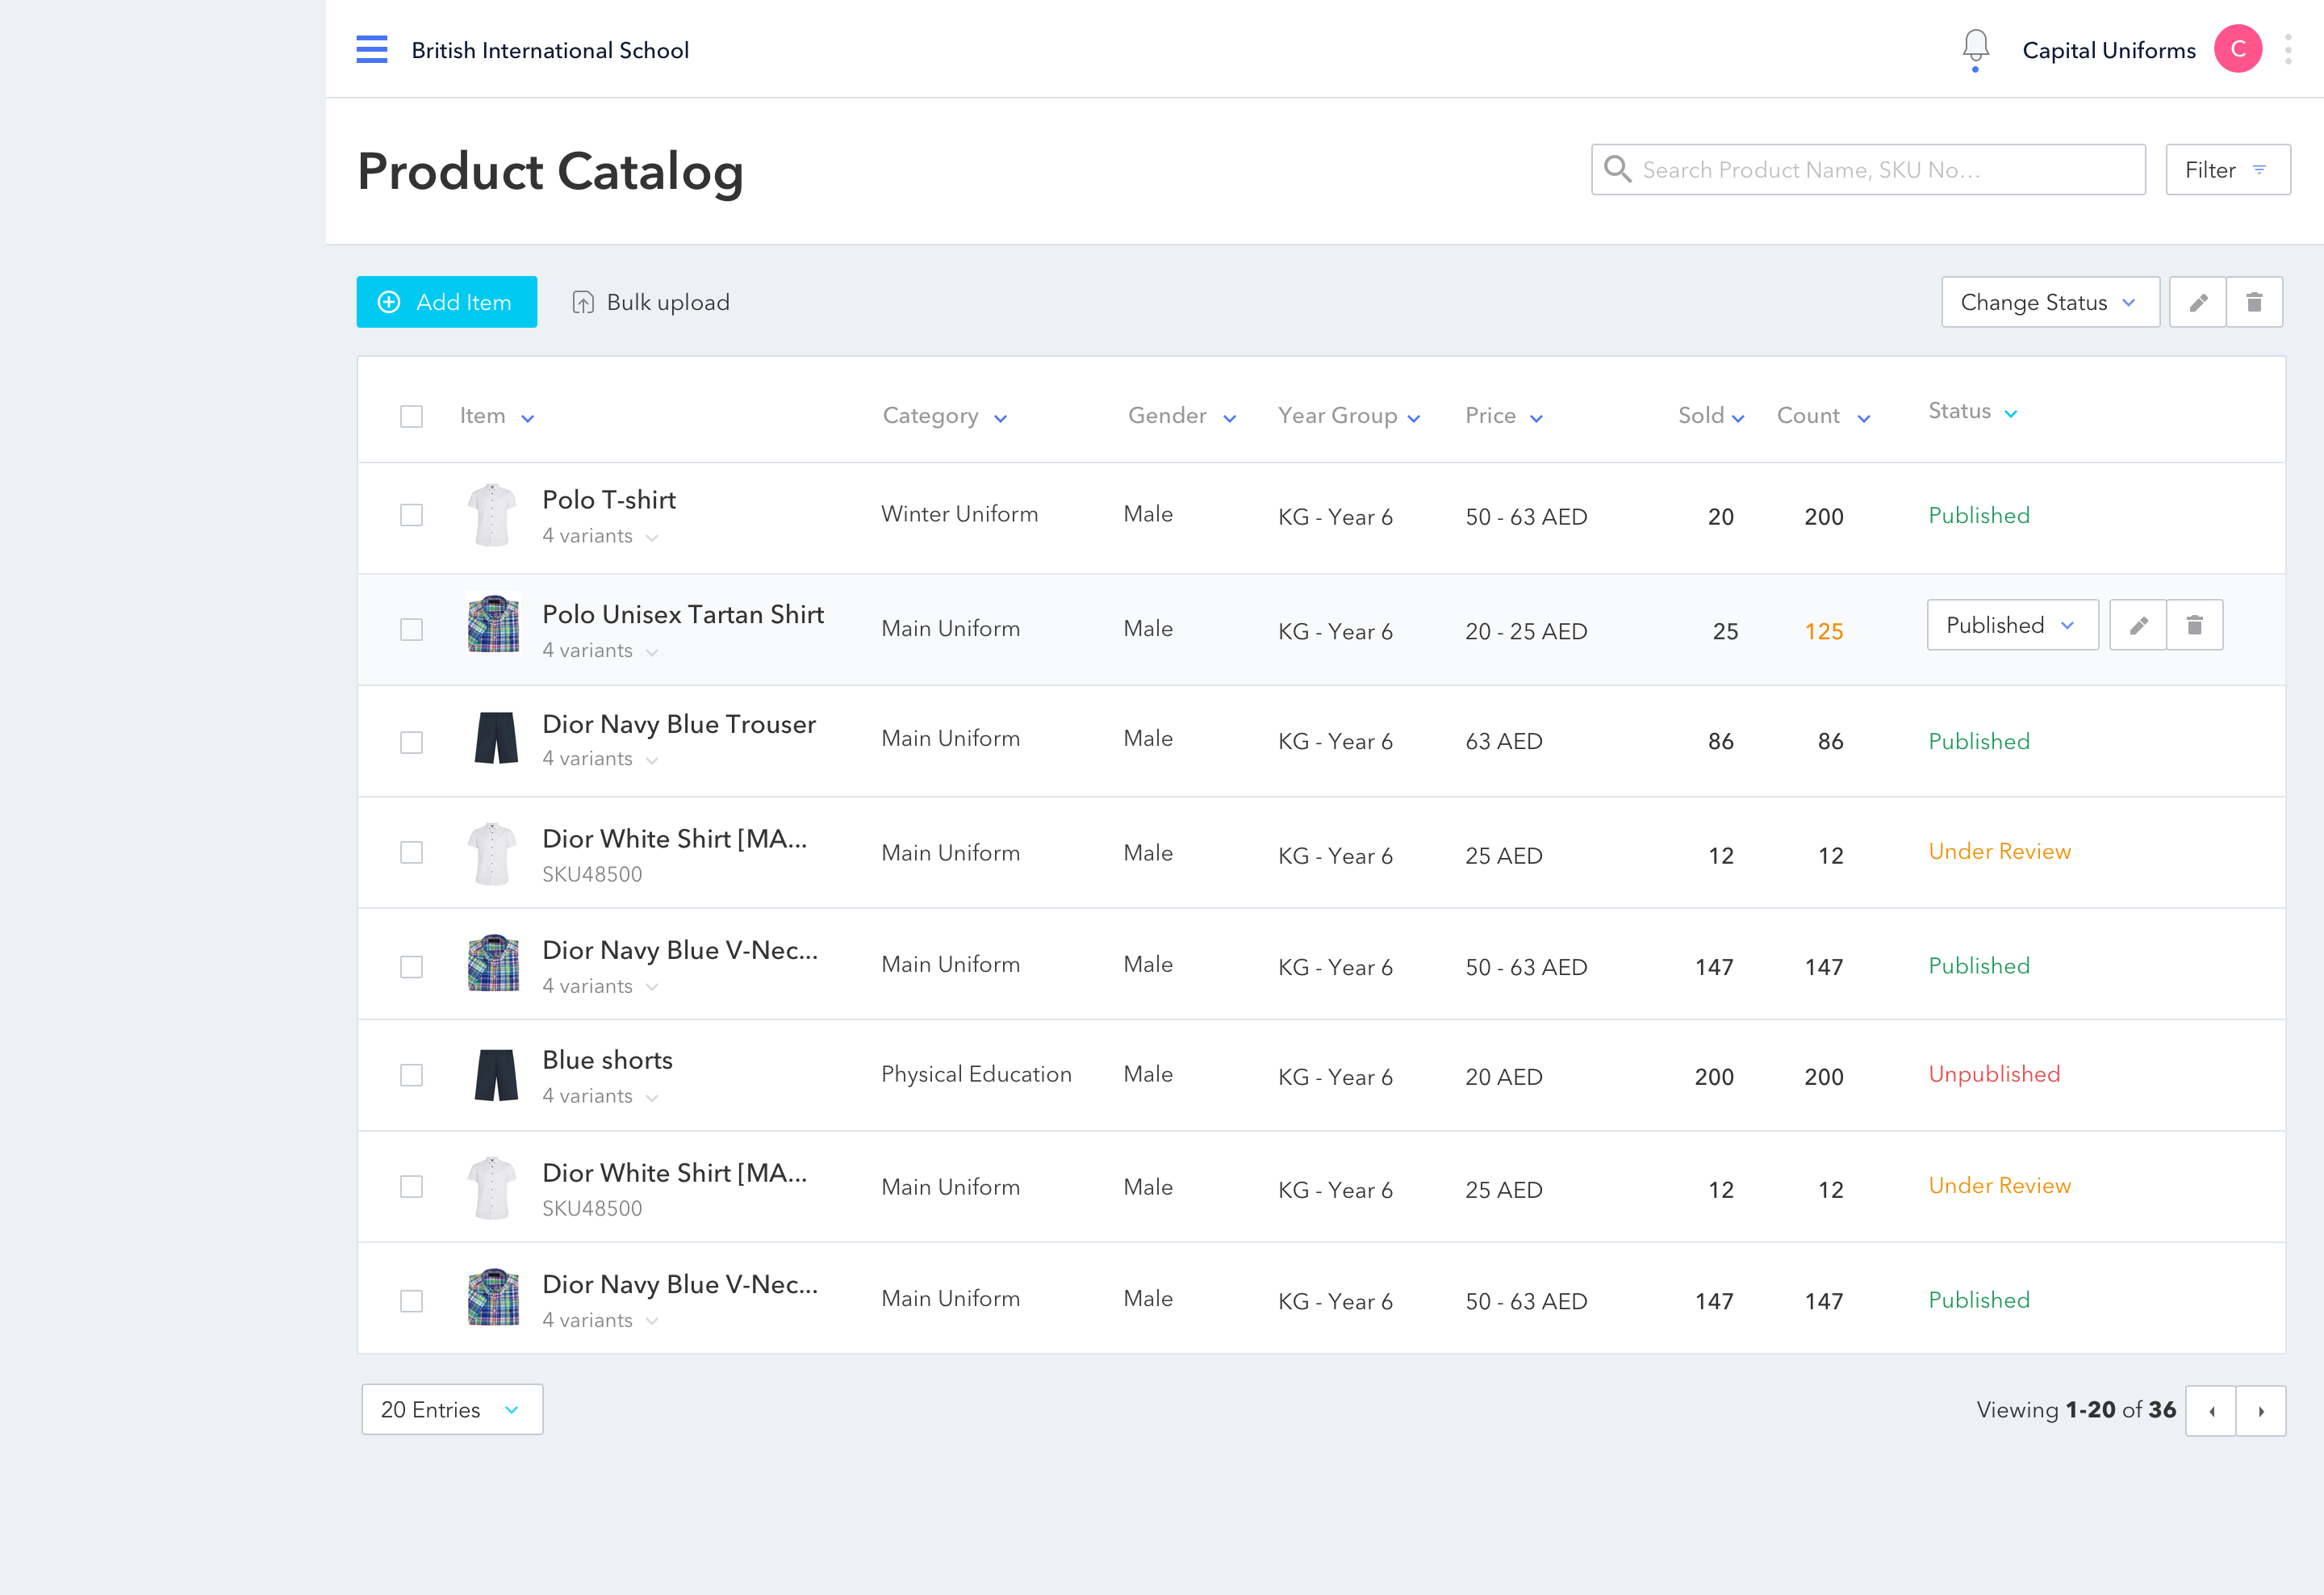 British International School
Capital Uniforms C
Product Catalog
Search Product Name, SKU No...
Filter
Add Item
Bulk upload
Change Status
Item Category Gender Year Group Price Sold Count Status
Polo T-shirt
4 variants
Winter Uniform Male KG - Year 6 50 - 63 AED 20 200 Published
Polo Unisex Tartan Shirt
4 variants
Main Uniform Male KG - Year 6 20 - 25 AED 25 125 Published
Dior Navy Blue Trouser
4 variants
Main Uniform Male KG - Year 6 63 AED 86 86 Published
Dior White Shirt [MA...
SKU48500
Main Uniform Male KG - Year 6 25 AED 12 12 Under Review
Dior Navy Blue V-Nec...
4 variants
Main Uniform Male KG - Year 6 50 - 63 AED 147 147 Published
Blue shorts
4 variants
Physical Education Male KG - Year 6 20 AED 200 200 Unpublished
Dior White Shirt [MA...
SKU48500
Main Uniform Male KG - Year 6 25 AED 12 12 Under Review
Dior Navy Blue V-Nec...
4 variants
Main Uniform Male KG - Year 6 50 - 63 AED 147 147 Published
20 Entries
Viewing 1-20 of 36